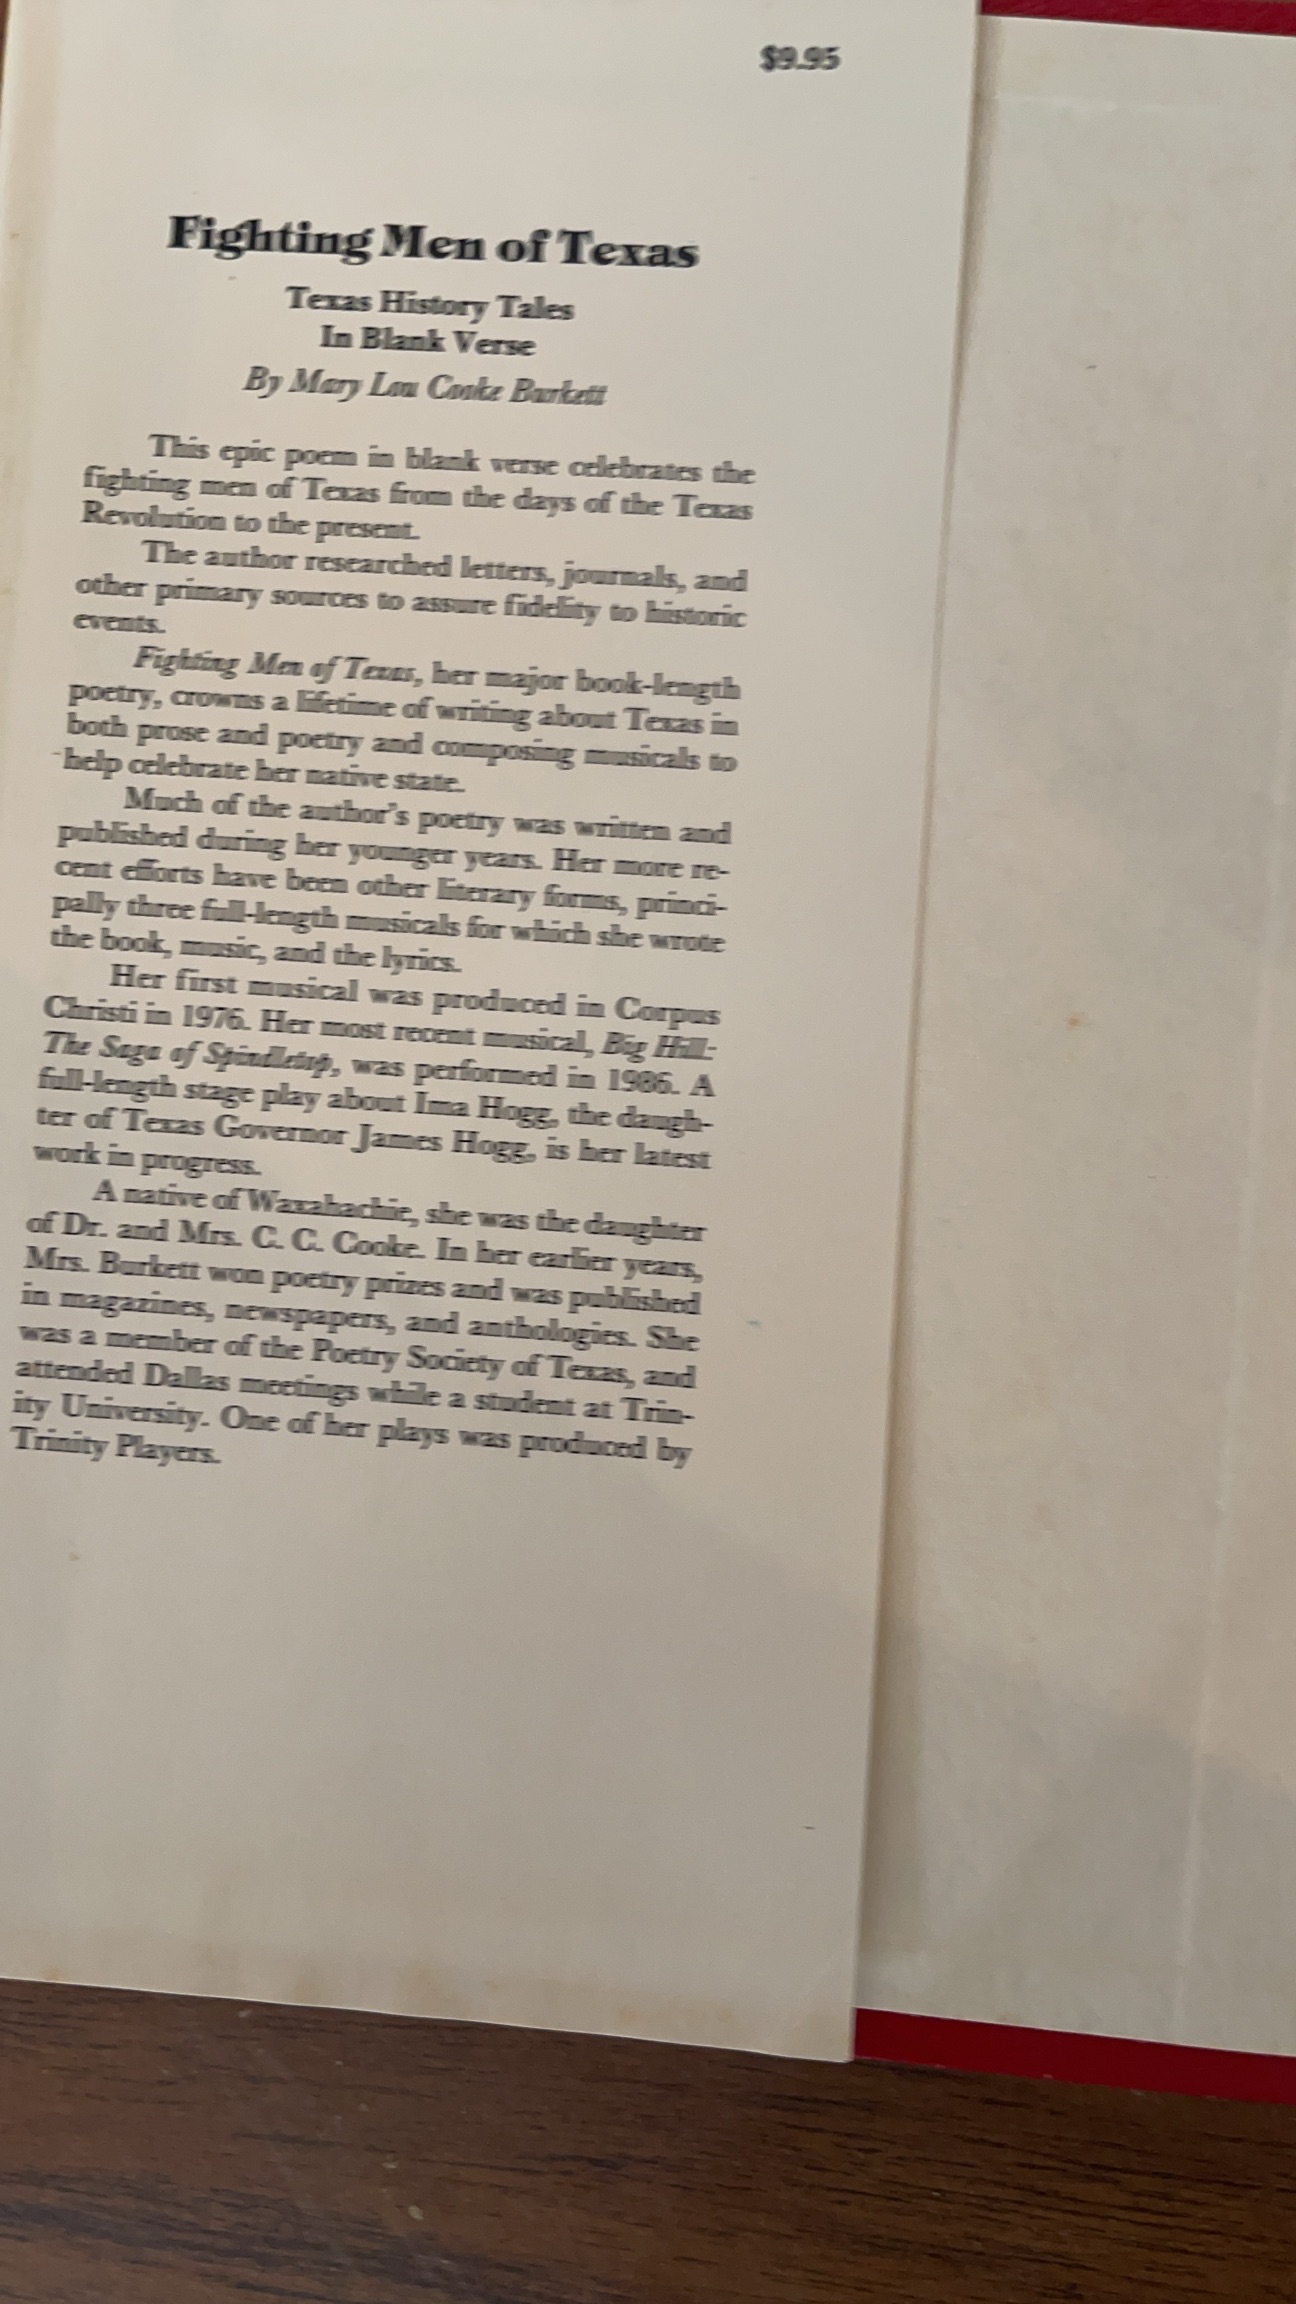 $9.95
Fighting Men of Texas
Texas History Tales
In Blank Verse
By Mary Lou Cooke Burkett
This epic poem in blank verse celebrates the
fighting men of Texas from the days of the Texas
Revolution to the present.
The author researched letters, journals, and
other primary sources to assure fidelity to historic
events.
Fighting Men of Texas, her major book-length
poetry, crowns a lifetime of writing about Texas in
both prose and poetry and composing musicals to
help celebrate her native state.
Much of the author's poetry was written and
published during her younger years. Her more re-
cent efforts have been other literary forms, princi-
pally three full-length musicals for which she wrote
the book, music, and the lyrics.
Her first musical was produced in Corpus
Christi in 1976. Her most recent musical, Big Hill:
The Saga of Spindletop, was performed in 1986. A
full-length stage play about Ima Hogg, the daugh-
ter of Texas Governor James Hogg, is her latest
work in progress.
A native of Waxahachie, she was the daughter
of Dr. and Mrs. C. C. Cooke. In her earlier years,
Mrs. Burkett won poetry prizes and was published
in magazines, newspapers, and anthologies. She
was a member of the Poetry Society of Texas, and
attended Dallas meetings while a student at Trin-
ity University. One of her plays was produced by
Trinity Players.